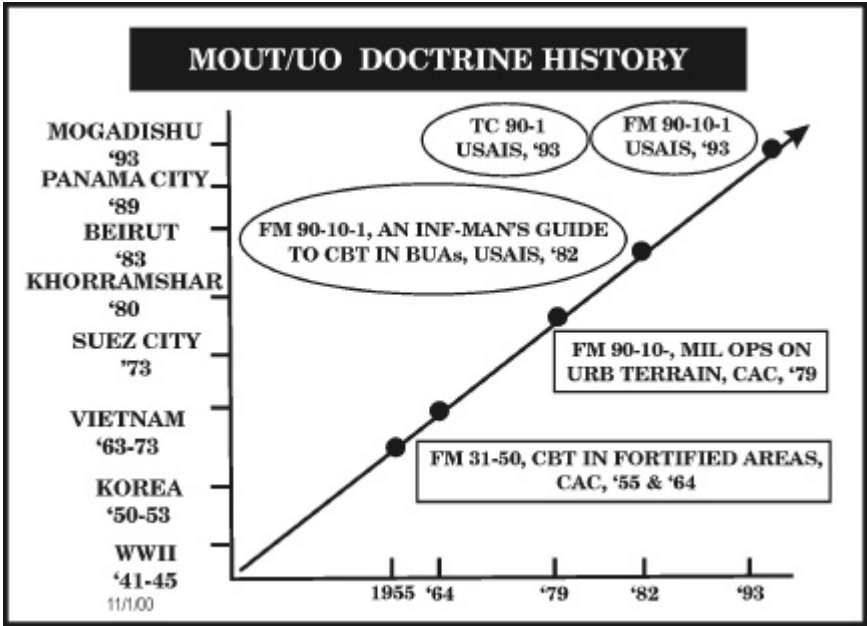 MOUT/UO DOCTRINE HISTORY
MOGADISHU
‘93
PANAMA CITY
‘89
BEIRUT
‘83
KHORRAMSHAR
‘80
SUEZ CITY
’73
VIETNAM
‘63-73
KOREA
‘50-53
WWII
‘41-45
11/1/00
TC 90-1
USAIS, ‘93
FM 90-10-1
USAIS, ‘93
FM 90-10-1, AN INF-MAN’S GUIDE
TO CBT IN BUAs, USAIS, ‘82
FM 90-10-, MIL OPS ON
URB TERRAIN, CAC, ‘79
FM 31-50, CBT IN FORTIFIED AREAS,
CAC, ‘55 & ‘64
1955 ‘64 ‘79 ‘82 ‘93